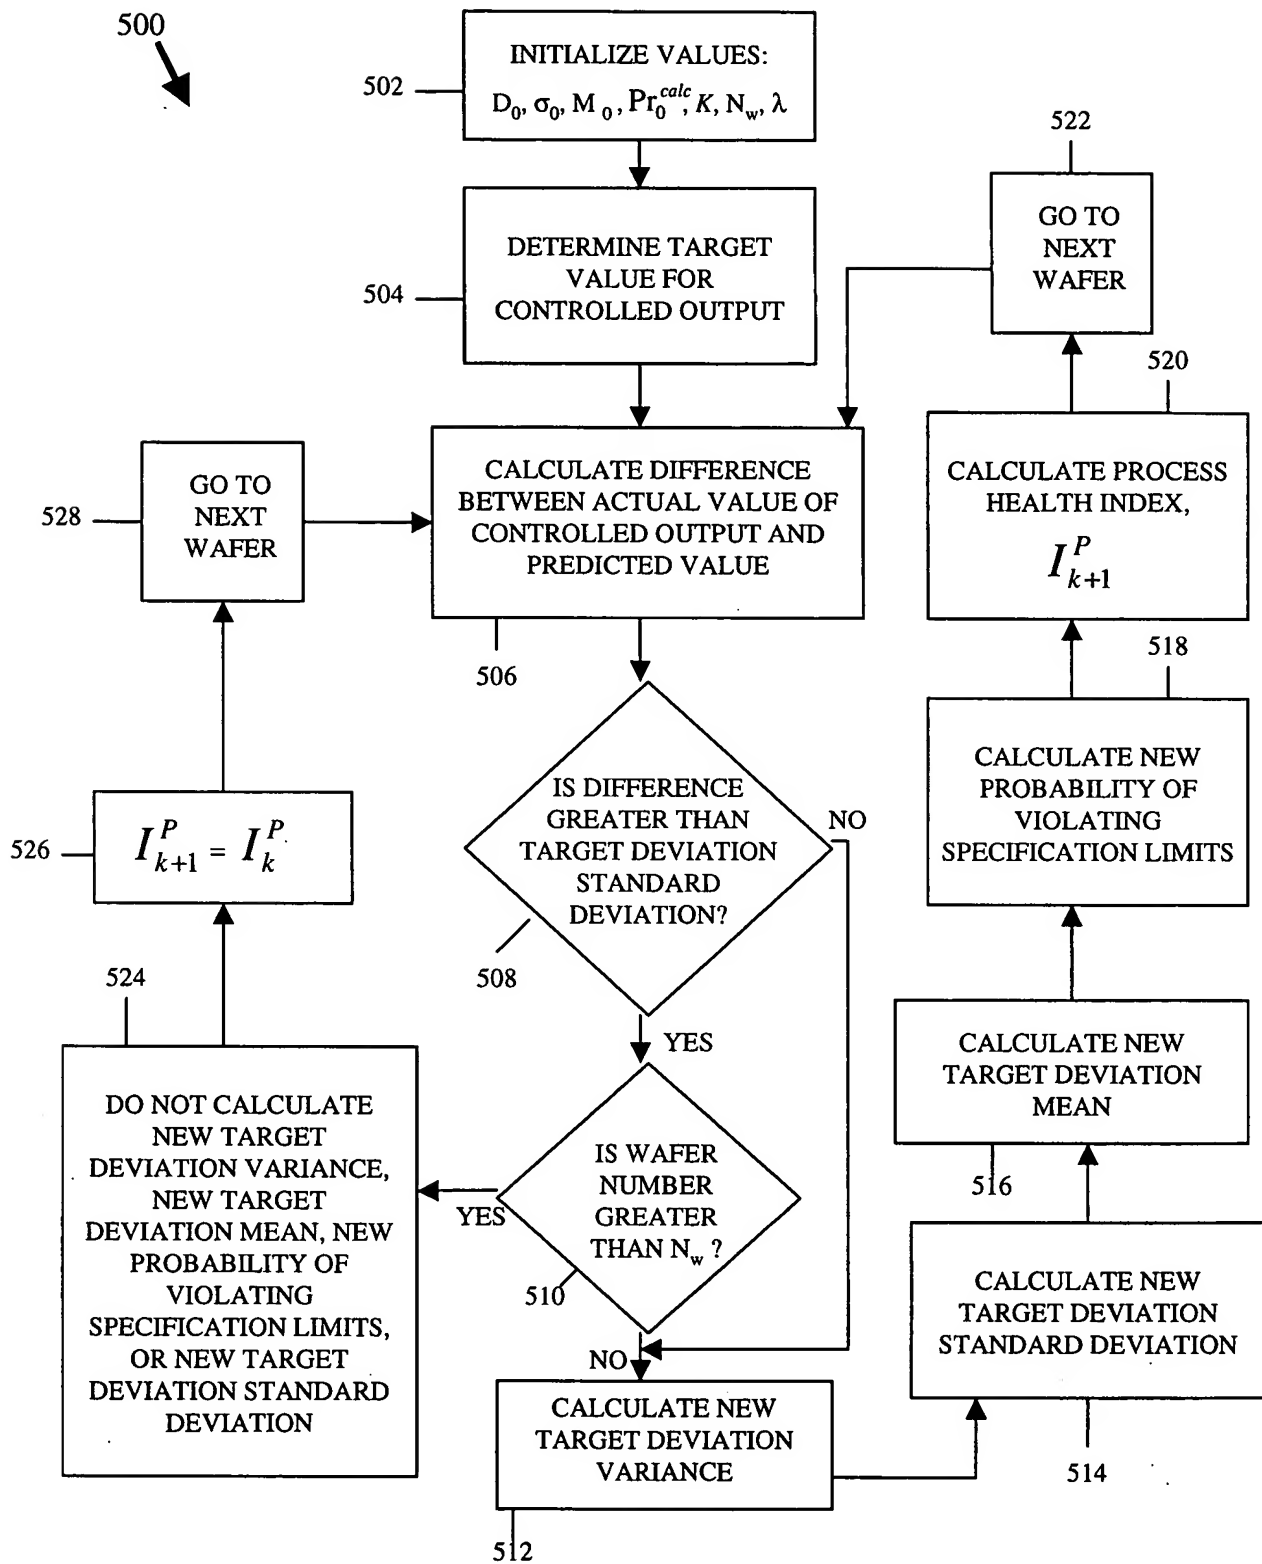 500
INITIALIZE VALUES:
D₀, σ₀, M ₀, Pr₀ᶜᵃˡᶜ, K, N_w, λ
502
522
DETERMINE TARGET
VALUE FOR
CONTROLLED OUTPUT
504
GO TO
NEXT
WAFER
520
GO TO
NEXT
WAFER
528
CALCULATE DIFFERENCE
BETWEEN ACTUAL VALUE OF
CONTROLLED OUTPUT AND
PREDICTED VALUE
506
CALCULATE PROCESS
HEALTH INDEX,
I_{k+1}^P
518
IS DIFFERENCE
GREATER THAN
TARGET DEVIATION
STANDARD
DEVIATION?
508
NO
CALCULATE NEW
PROBABILITY OF
VIOLATING
SPECIFICATION LIMITS
526
I_{k+1}^P = I_k^P
524
YES
CALCULATE NEW
TARGET DEVIATION
MEAN
516
DO NOT CALCULATE
NEW TARGET
DEVIATION VARIANCE,
NEW TARGET
DEVIATION MEAN, NEW
PROBABILITY OF
VIOLATING
SPECIFICATION LIMITS,
OR NEW TARGET
DEVIATION STANDARD
DEVIATION
YES
IS WAFER
NUMBER
GREATER
THAN N_w ?
510
NO
CALCULATE NEW
TARGET DEVIATION
STANDARD DEVIATION
514
CALCULATE NEW
TARGET DEVIATION
VARIANCE
512